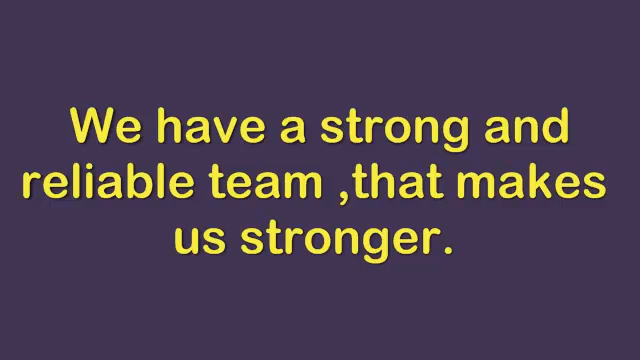 We have a strong and
reliable team ,that makes
us stronger.